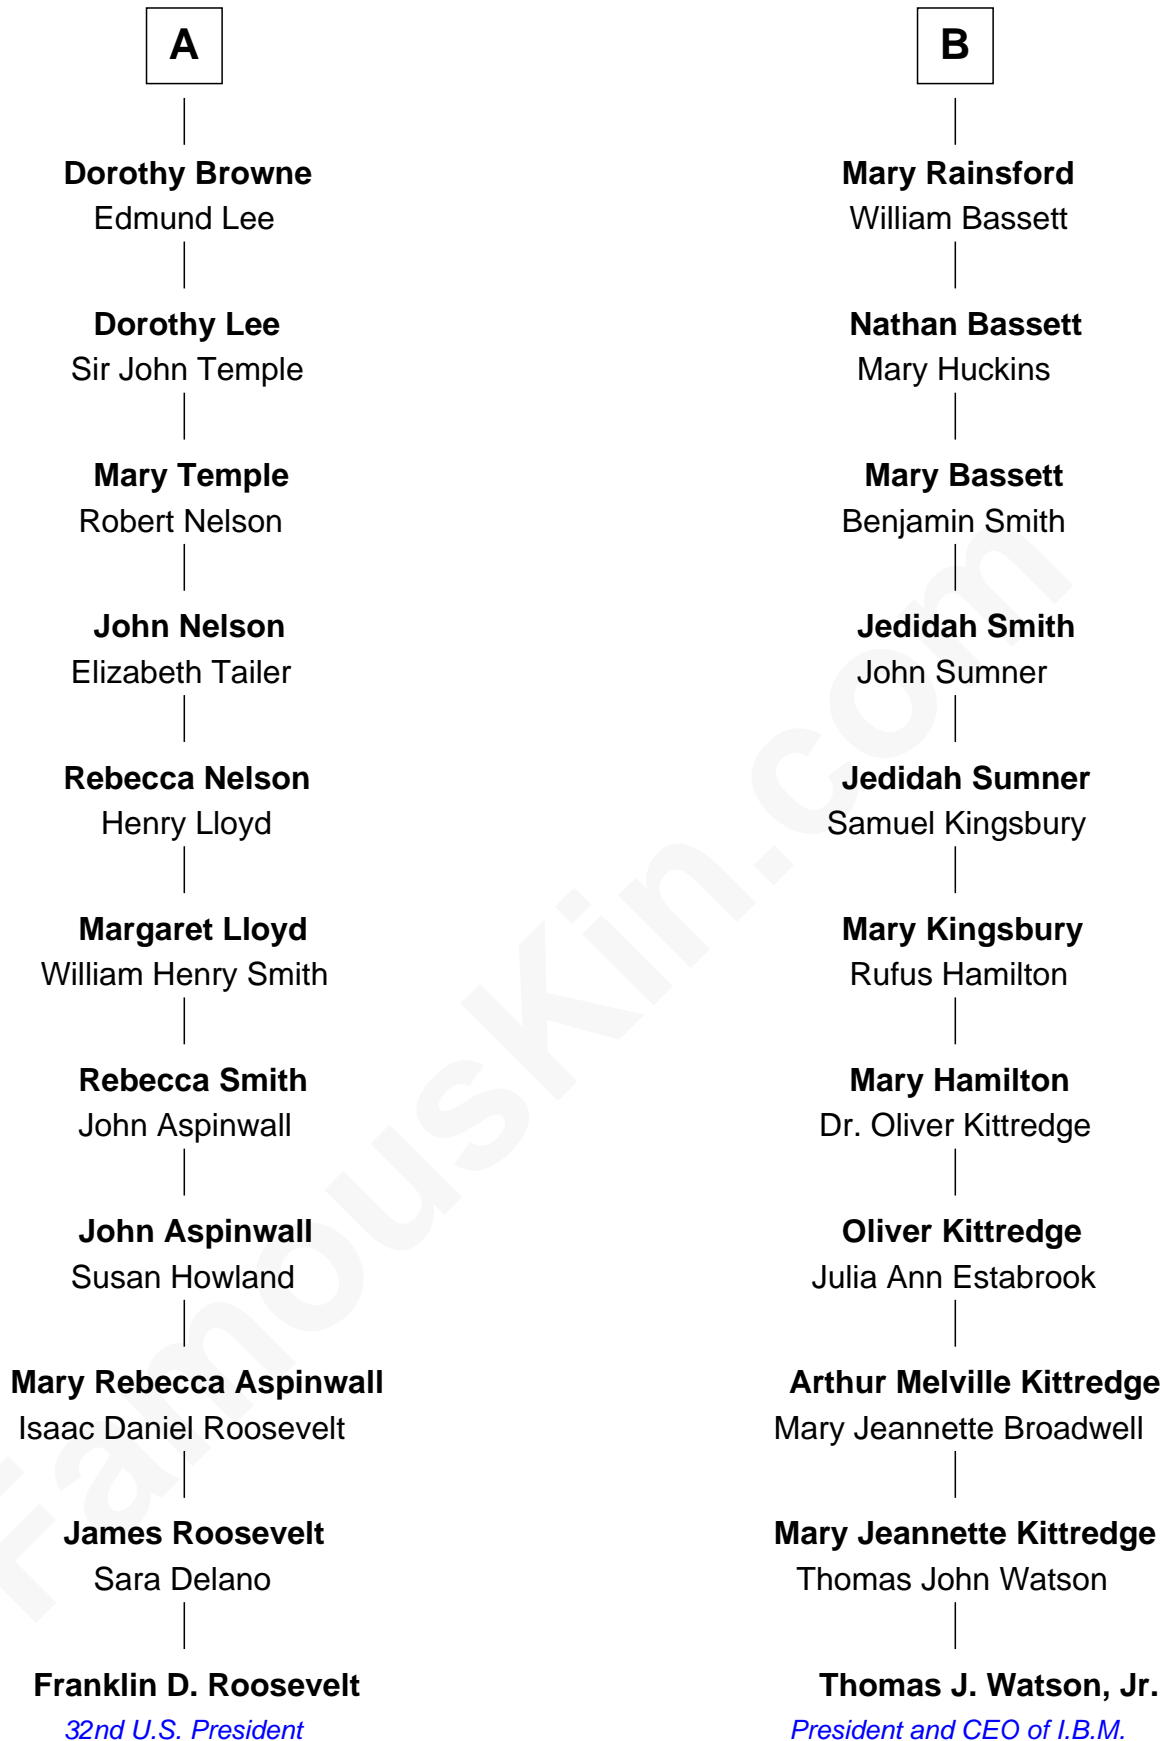 A
Dorothy Browne
Edmund Lee
Dorothy Lee
Sir John Temple
Mary Temple
Robert Nelson
John Nelson
Elizabeth Tailer
Rebecca Nelson
Henry Lloyd
Margaret Lloyd
William Henry Smith
Rebecca Smith
John Aspinwall
John Aspinwall
Susan Howland
Mary Rebecca Aspinwall
Isaac Daniel Roosevelt
James Roosevelt
Sara Delano
Franklin D. Roosevelt
32nd U.S. President
B
Mary Rainsford
William Bassett
Nathan Bassett
Mary Huckins
Mary Bassett
Benjamin Smith
Jedidah Smith
John Sumner
Jedidah Sumner
Samuel Kingsbury
Mary Kingsbury
Rufus Hamilton
Mary Hamilton
Dr. Oliver Kittredge
Oliver Kittredge
Julia Ann Estabrook
Arthur Melville Kittredge
Mary Jeannette Broadwell
Mary Jeannette Kittredge
Thomas John Watson
Thomas J. Watson, Jr.
President and CEO of I.B.M.
FamousKin.com